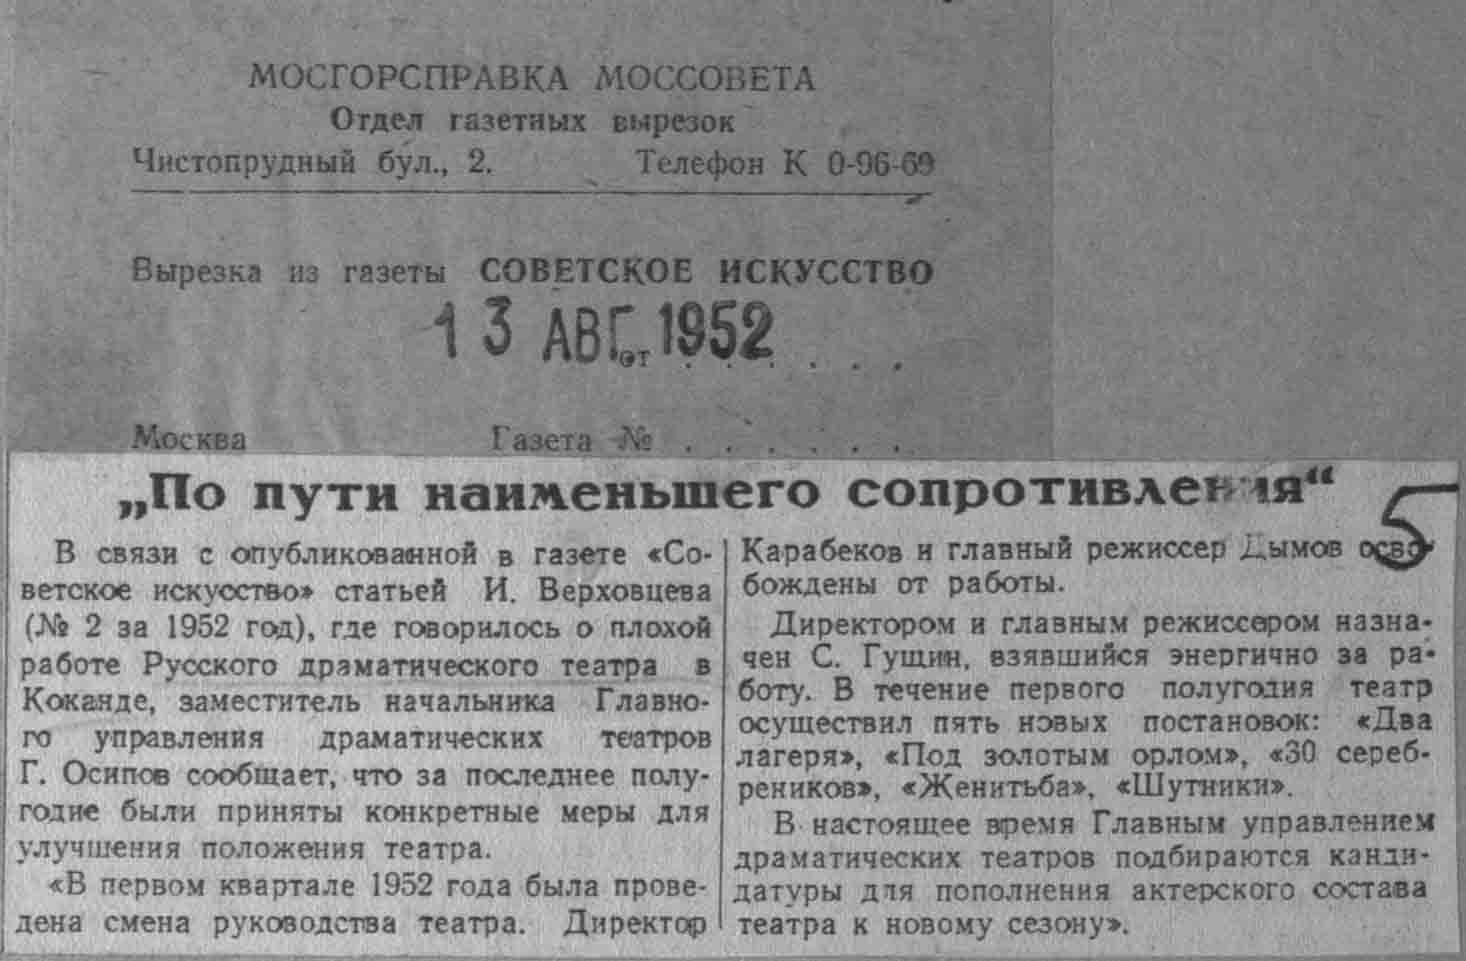 МОСГОРСПРАВКА МОССОВЕТА
Отдел газетных вырезок
Чистопрудный бул., 2. Телефон К 0-96-69
Вырезка из газеты СОВЕТСКОЕ ИСКУССТВО
13 АВГ. 1952
от . . . . . .
Москва Газета № . . . . . .
„По пути наименьшего сопротивления“
5
В связи с опубликованной в газете «Со-
ветское искусство» статьей И. Верховцева
(№ 2 за 1952 год), где говорилось о плохой
работе Русского драматического театра в
Коканде, заместитель начальника Главно-
го управления драматических театров
Г. Осипов сообщает, что за последнее полу-
годие были приняты конкретные меры для
улучшения положения театра.
«В первом квартале 1952 года была прове-
дена смена руководства театра. Директор
Карабеков и главный режиссер Дымов осво-
бождены от работы.
Директором и главным режиссером назна-
чен С. Гущин, взявшийся энергично за ра-
боту. В течение первого полугодия театр
осуществил пять новых постановок: «Два
лагеря», «Под золотым орлом», «30 сереб-
реников», «Женитьба», «Шутники».
В настоящее время Главным управлением
драматических театров подбираются канди-
датуры для пополнения актерского состава
театра к новому сезону».